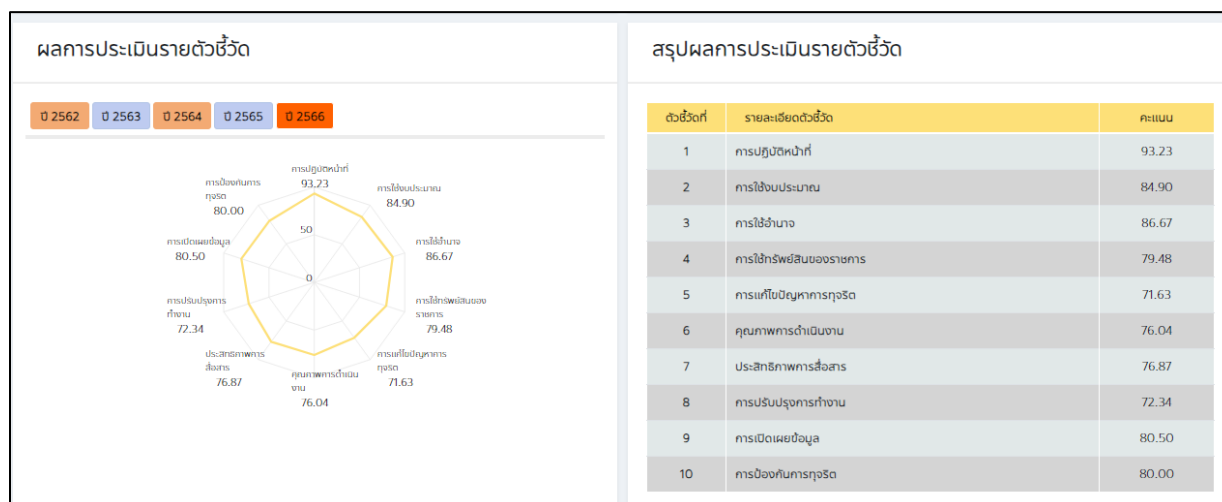 ผลการประเมินรายตัวชี้วัด
ปี 2562 ปี 2563 ปี 2564 ปี 2565 ปี 2566
การปฏิบัติหน้าที่
93.23
การใช้งบประมาณ
84.90
การใช้อำนาจ
86.67
การใช้ทรัพย์สินของ
ราชการ
79.48
การแก้ไขปัญหาการ
ทุจริต
71.63
คุณภาพการดำเนิน
งาน
76.04
ประสิทธิภาพการ
สื่อสาร
76.87
การปรับปรุงการ
ทำงาน
72.34
การเปิดเผยข้อมูล
80.50
การป้องกันการ
ทุจริต
80.00
50
0
สรุปผลการประเมินรายตัวชี้วัด
ตัวชี้วัดที่ รายละเอียดตัวชี้วัด คะแนน
1 การปฏิบัติหน้าที่ 93.23
2 การใช้งบประมาณ 84.90
3 การใช้อำนาจ 86.67
4 การใช้ทรัพย์สินของราชการ 79.48
5 การแก้ไขปัญหาการทุจริต 71.63
6 คุณภาพการดำเนินงาน 76.04
7 ประสิทธิภาพการสื่อสาร 76.87
8 การปรับปรุงการทำงาน 72.34
9 การเปิดเผยข้อมูล 80.50
10 การป้องกันการทุจริต 80.00